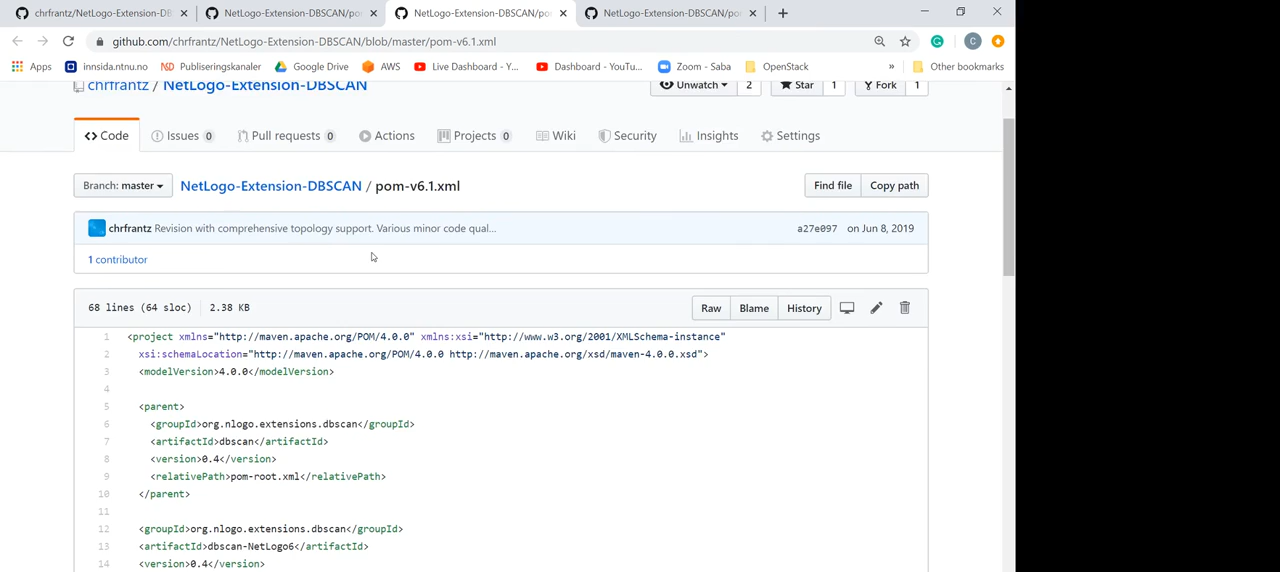 chrfrantz/NetLogo-Extension-DB
NetLogo-Extension-DBSCAN/po
NetLogo-Extension-DBSCAN/po
NetLogo-Extension-DBSCAN/po
github.com/chrfrantz/NetLogo-Extension-DBSCAN/blob/master/pom-v6.1.xml
C
Apps innsida.ntnu.no Publiseringskanaler Google Drive AWS Live Dashboard - Y... Dashboard - YouTu... Zoom - Saba OpenStack » Other bookmarks
chrfrantz / NetLogo-Extension-DBSCAN Unwatch 2 Star 1 Fork 1
<> Code Issues 0 Pull requests 0 Actions Projects 0 Wiki Security Insights Settings
Branch: master NetLogo-Extension-DBSCAN / pom-v6.1.xml Find file Copy path
chrfrantz Revision with comprehensive topology support. Various minor code qual... a27e097 on Jun 8, 2019
1 contributor
68 lines (64 sloc) 2.38 KB Raw Blame History
1 <project xmlns="http://maven.apache.org/POM/4.0.0" xmlns:xsi="http://www.w3.org/2001/XMLSchema-instance"
2 xsi:schemaLocation="http://maven.apache.org/POM/4.0.0 http://maven.apache.org/xsd/maven-4.0.0.xsd">
3 <modelVersion>4.0.0</modelVersion>
4
5 <parent>
6 <groupId>org.nlogo.extensions.dbscan</groupId>
7 <artifactId>dbscan</artifactId>
8 <version>0.4</version>
9 <relativePath>pom-root.xml</relativePath>
10 </parent>
11
12 <groupId>org.nlogo.extensions.dbscan</groupId>
13 <artifactId>dbscan-NetLogo6</artifactId>
14 <version>0.4</version>